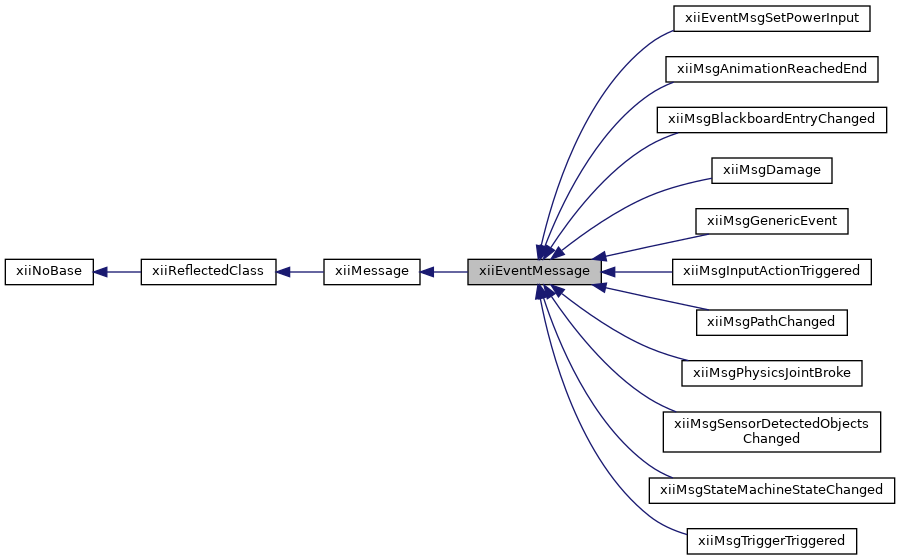 xiiEventMsgSetPowerInput
xiiMsgAnimationReachedEnd
xiiMsgBlackboardEntryChanged
xiiMsgDamage
xiiMsgGenericEvent
xiiNoBase
xiiReflectedClass
xiiMessage
xiiEventMessage
xiiMsgInputActionTriggered
xiiMsgPathChanged
xiiMsgPhysicsJointBroke
xiiMsgSensorDetectedObjects
Changed
xiiMsgStateMachineStateChanged
xiiMsgTriggerTriggered